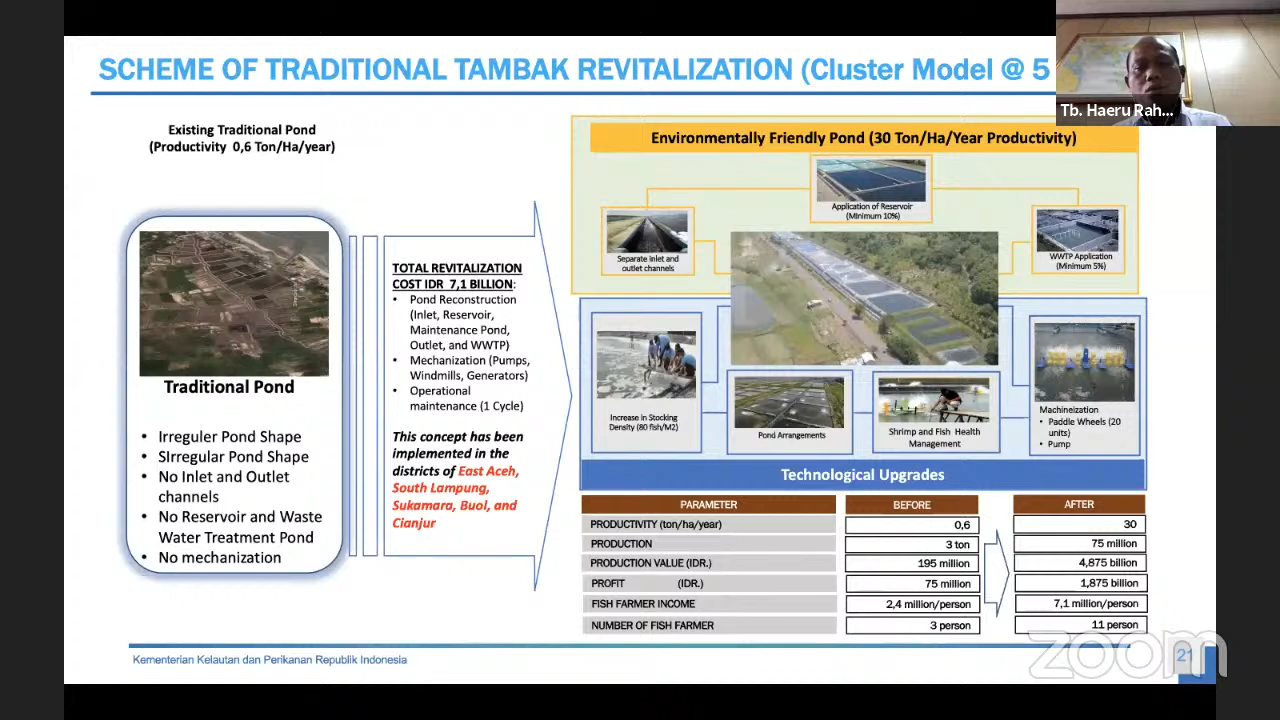 SCHEME OF TRADITIONAL TAMBAK REVITALIZATION (Cluster Model @ 5
Tb. Haeru Rah...
Existing Traditional Pond
(Productivity 0,6 Ton/Ha/year)
Traditional Pond
• Irreguler Pond Shape
• SIrregular Pond Shape
• No Inlet and Outlet
channels
• No Reservoir and Waste
Water Treatment Pond
• No mechanization
TOTAL REVITALIZATION
COST IDR 7,1 BILLION:
• Pond Reconstruction
(Inlet, Reservoir,
Maintenance Pond,
Outlet, and WWTP)
• Mechanization (Pumps,
Windmills, Generators)
• Operational
maintenance (1 Cycle)
This concept has been
implemented in the
districts of East Aceh,
South Lampung,
Sukamara, Buol, and
Cianjur
Environmentally Friendly Pond (30 Ton/Ha/Year Productivity)
Application of Reservoir
(Minimum 10%)
Separate inlet and
outlet channels
WWTP Application
(Minimum 5%)
Increase in Stocking
Density (80 fish/M2)
Pond Arrangements
Shrimp and Fish Health
Management
Machineization
• Paddle Wheels (20
units)
• Pump
Technological Upgrades
PARAMETER BEFORE AFTER
PRODUCTIVITY (ton/ha/year) 0,6 30
PRODUCTION 3 ton 75 million
PRODUCTION VALUE (IDR.) 195 million 4,875 billion
PROFIT (IDR.) 75 million 1,875 billion
FISH FARMER INCOME 2,4 million/person 7,1 million/person
NUMBER OF FISH FARMER 3 person 11 person
Kementerian Kelautan dan Perikanan Republik Indonesia
21
zoom